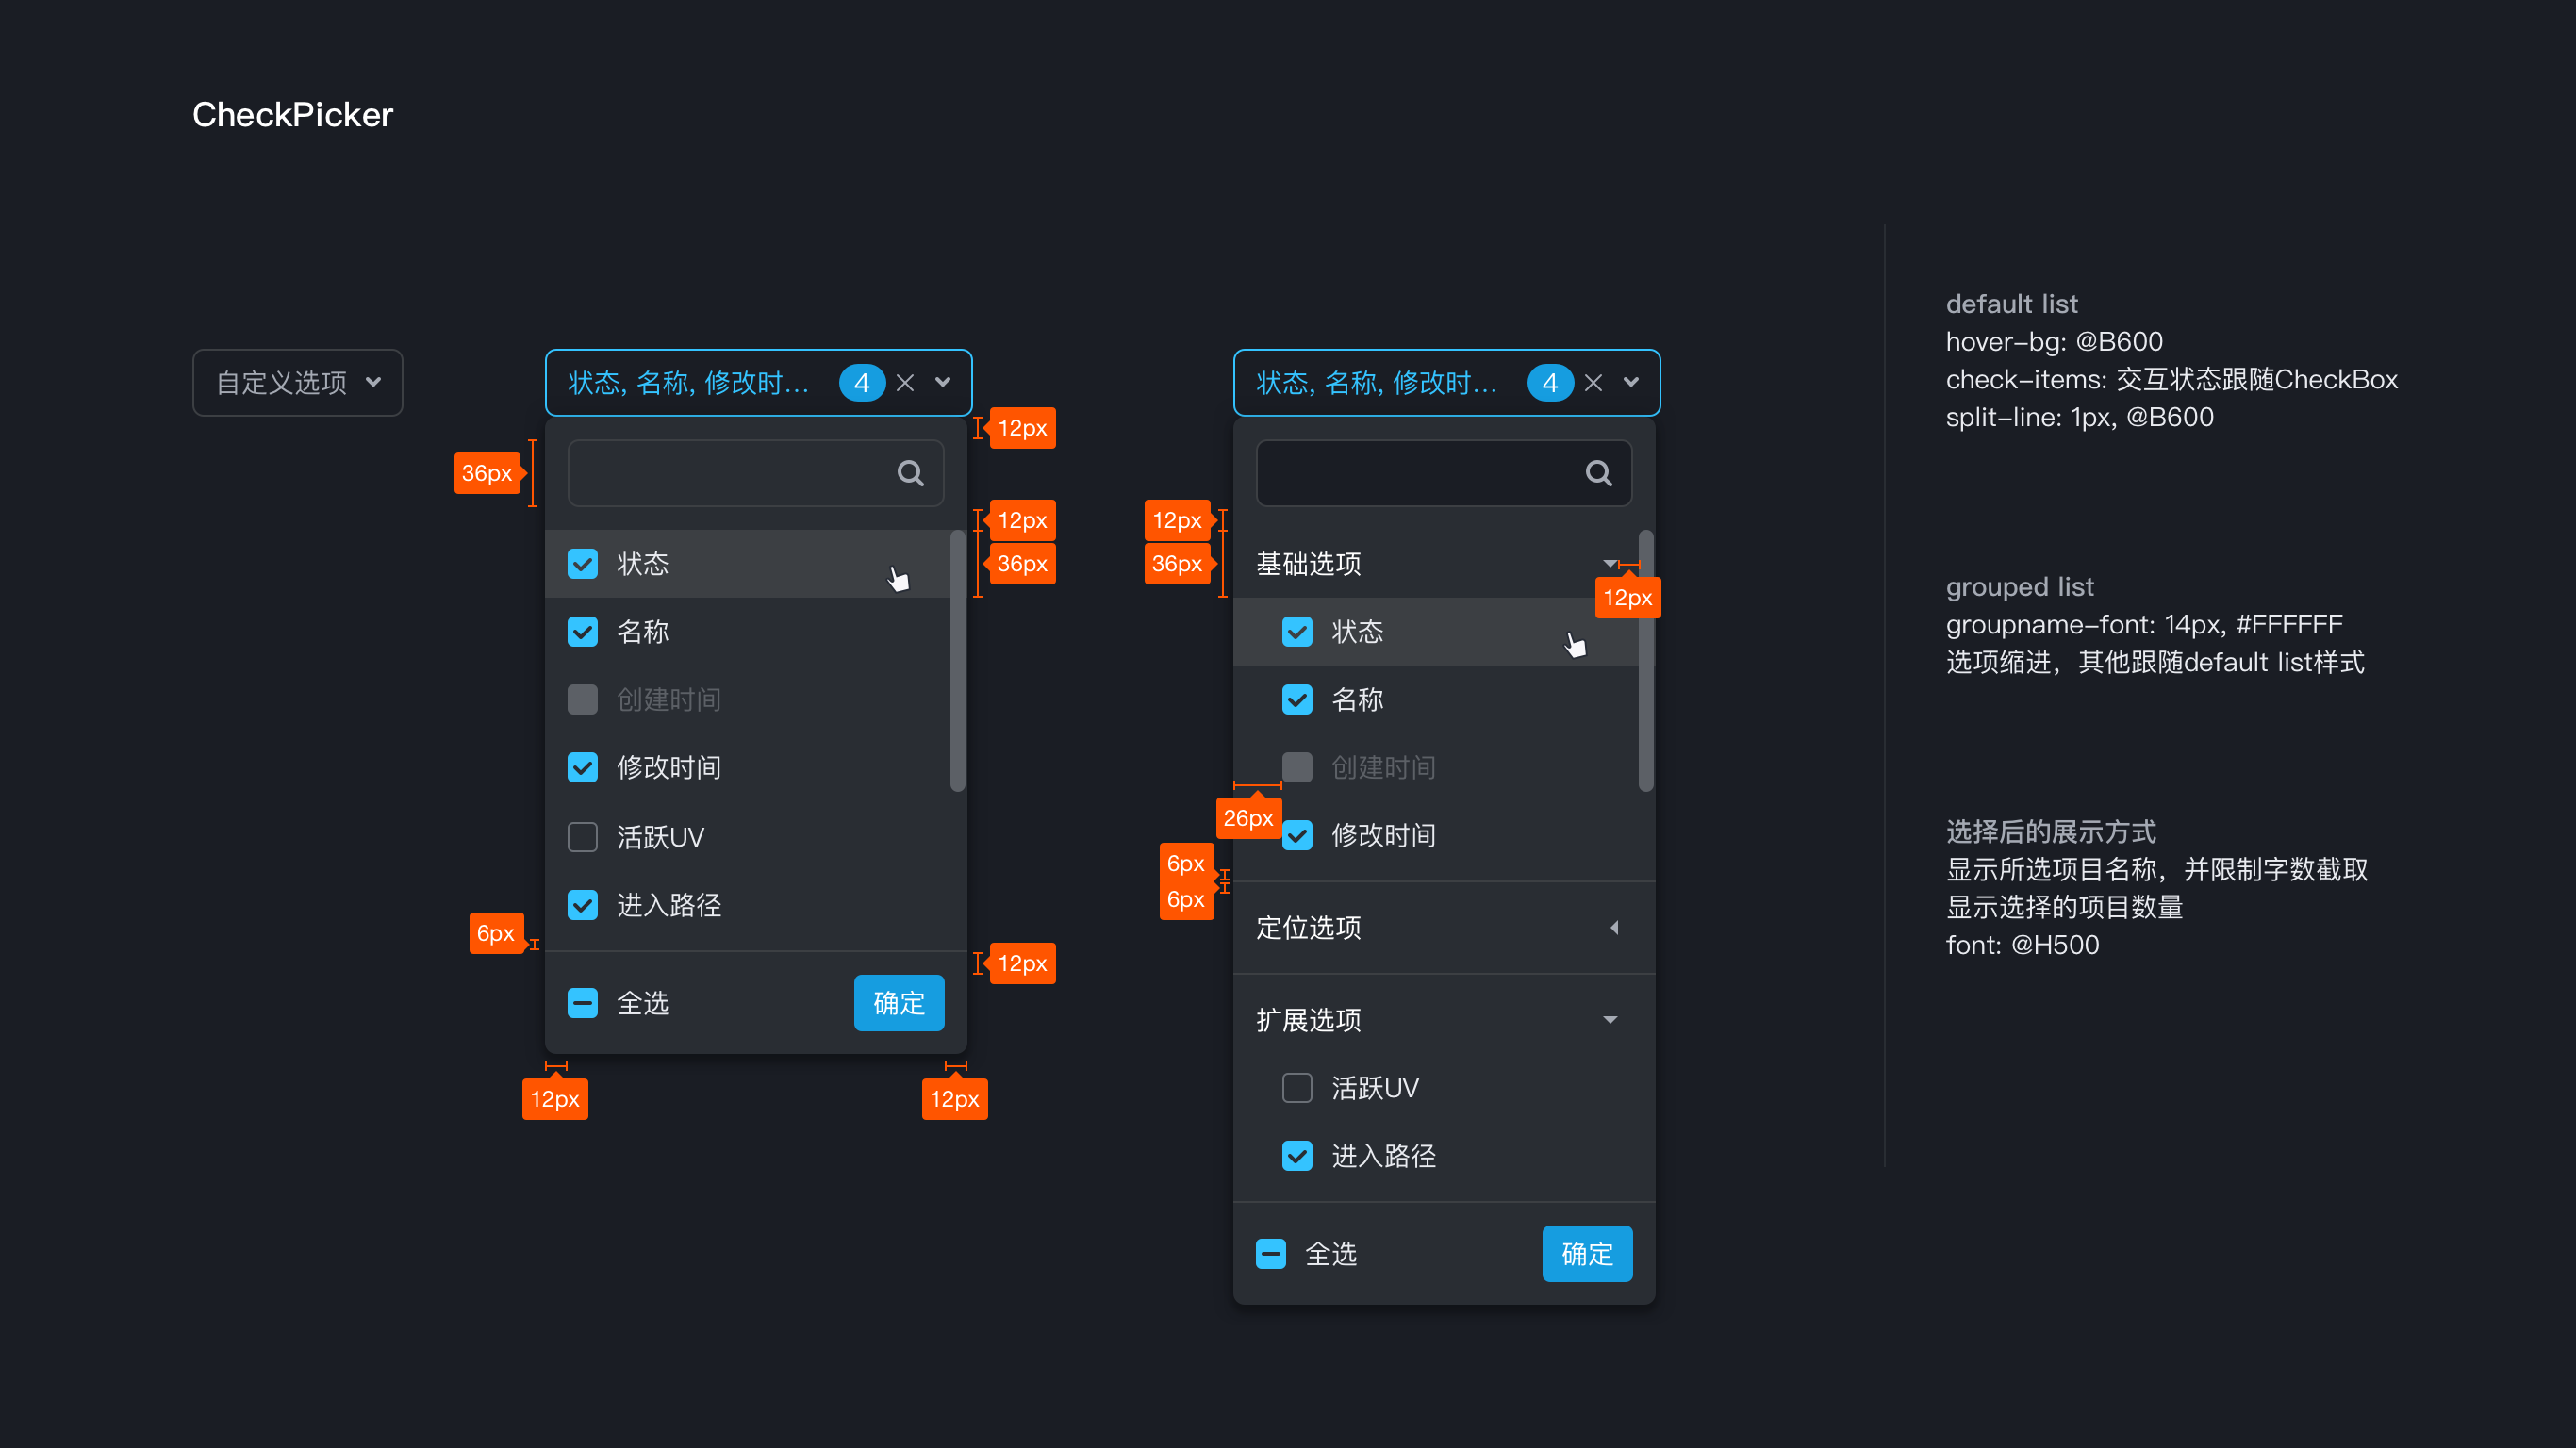 CheckPicker
自定义选项
状态, 名称, 修改时... 4
12px
36px
12px
36px
状态
名称
创建时间
修改时间
活跃UV
进入路径
6px
12px
全选
确定
12px
12px
状态, 名称, 修改时... 4
12px
36px
基础选项
12px
状态
名称
创建时间
26px
修改时间
6px
6px
定位选项
扩展选项
活跃UV
进入路径
全选
确定
default list
hover-bg: @B600
check-items: 交互状态跟随CheckBox
split-line: 1px, @B600
grouped list
groupname-font: 14px, #FFFFFF
选项缩进，其他跟随default list样式
选择后的展示方式
显示所选项目名称，并限制字数截取
显示选择的项目数量
font: @H500